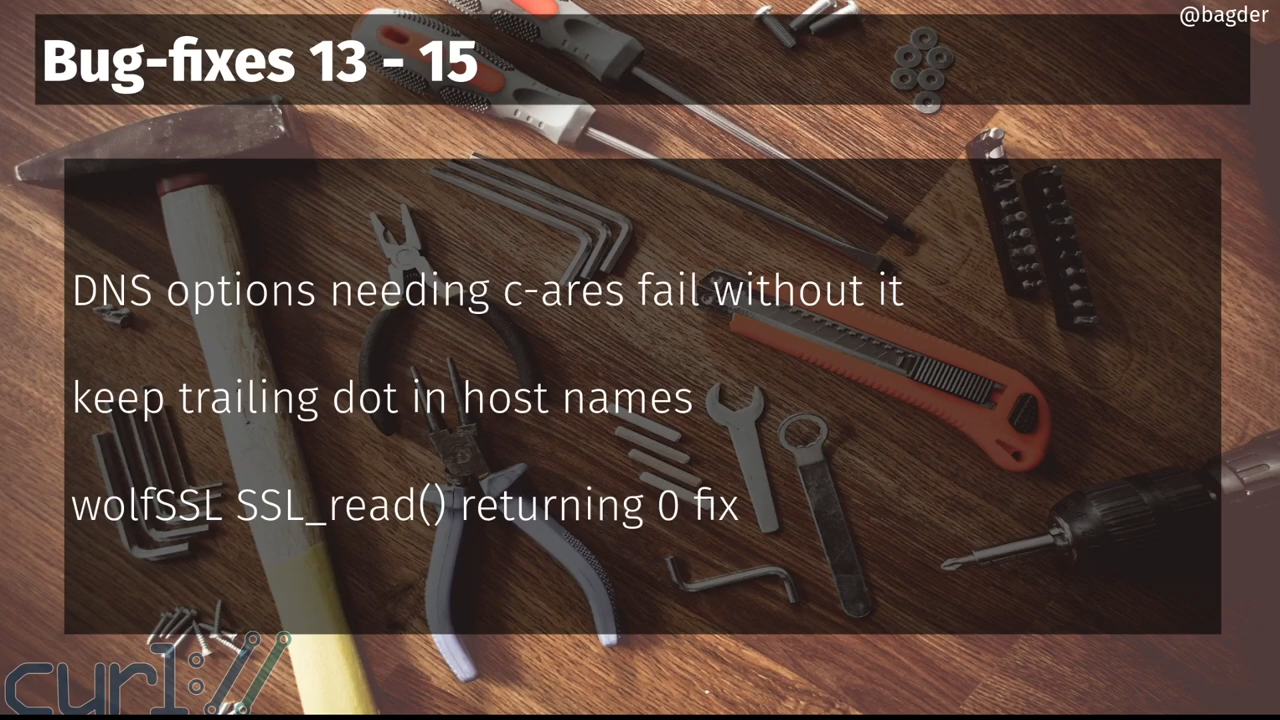 @bagder
Bug-fixes 13 - 15
DNS options needing c-ares fail without it
keep trailing dot in host names
wolfSSL SSL_read() returning 0 fix
curl://